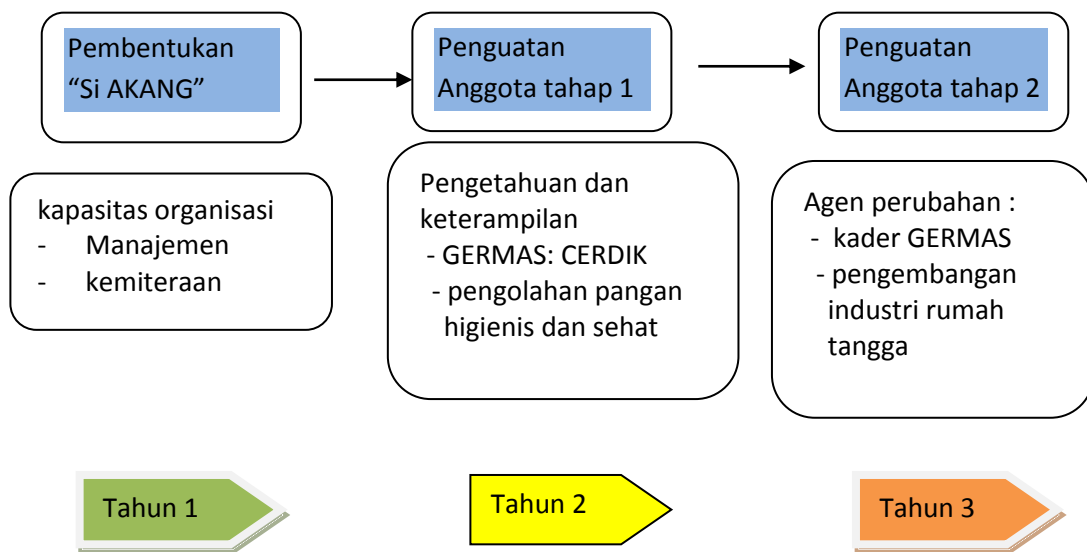 Pembentukan
“Si AKANG”
Penguatan
Anggota tahap 1
Penguatan
Anggota tahap 2
kapasitas organisasi
- Manajemen
- kemiteraan
Pengetahuan dan
keterampilan
- GERMAS: CERDIK
- pengolahan pangan
higienis dan sehat
Agen perubahan :
- kader GERMAS
- pengembangan
industri rumah
tangga
Tahun 1
Tahun 2
Tahun 3